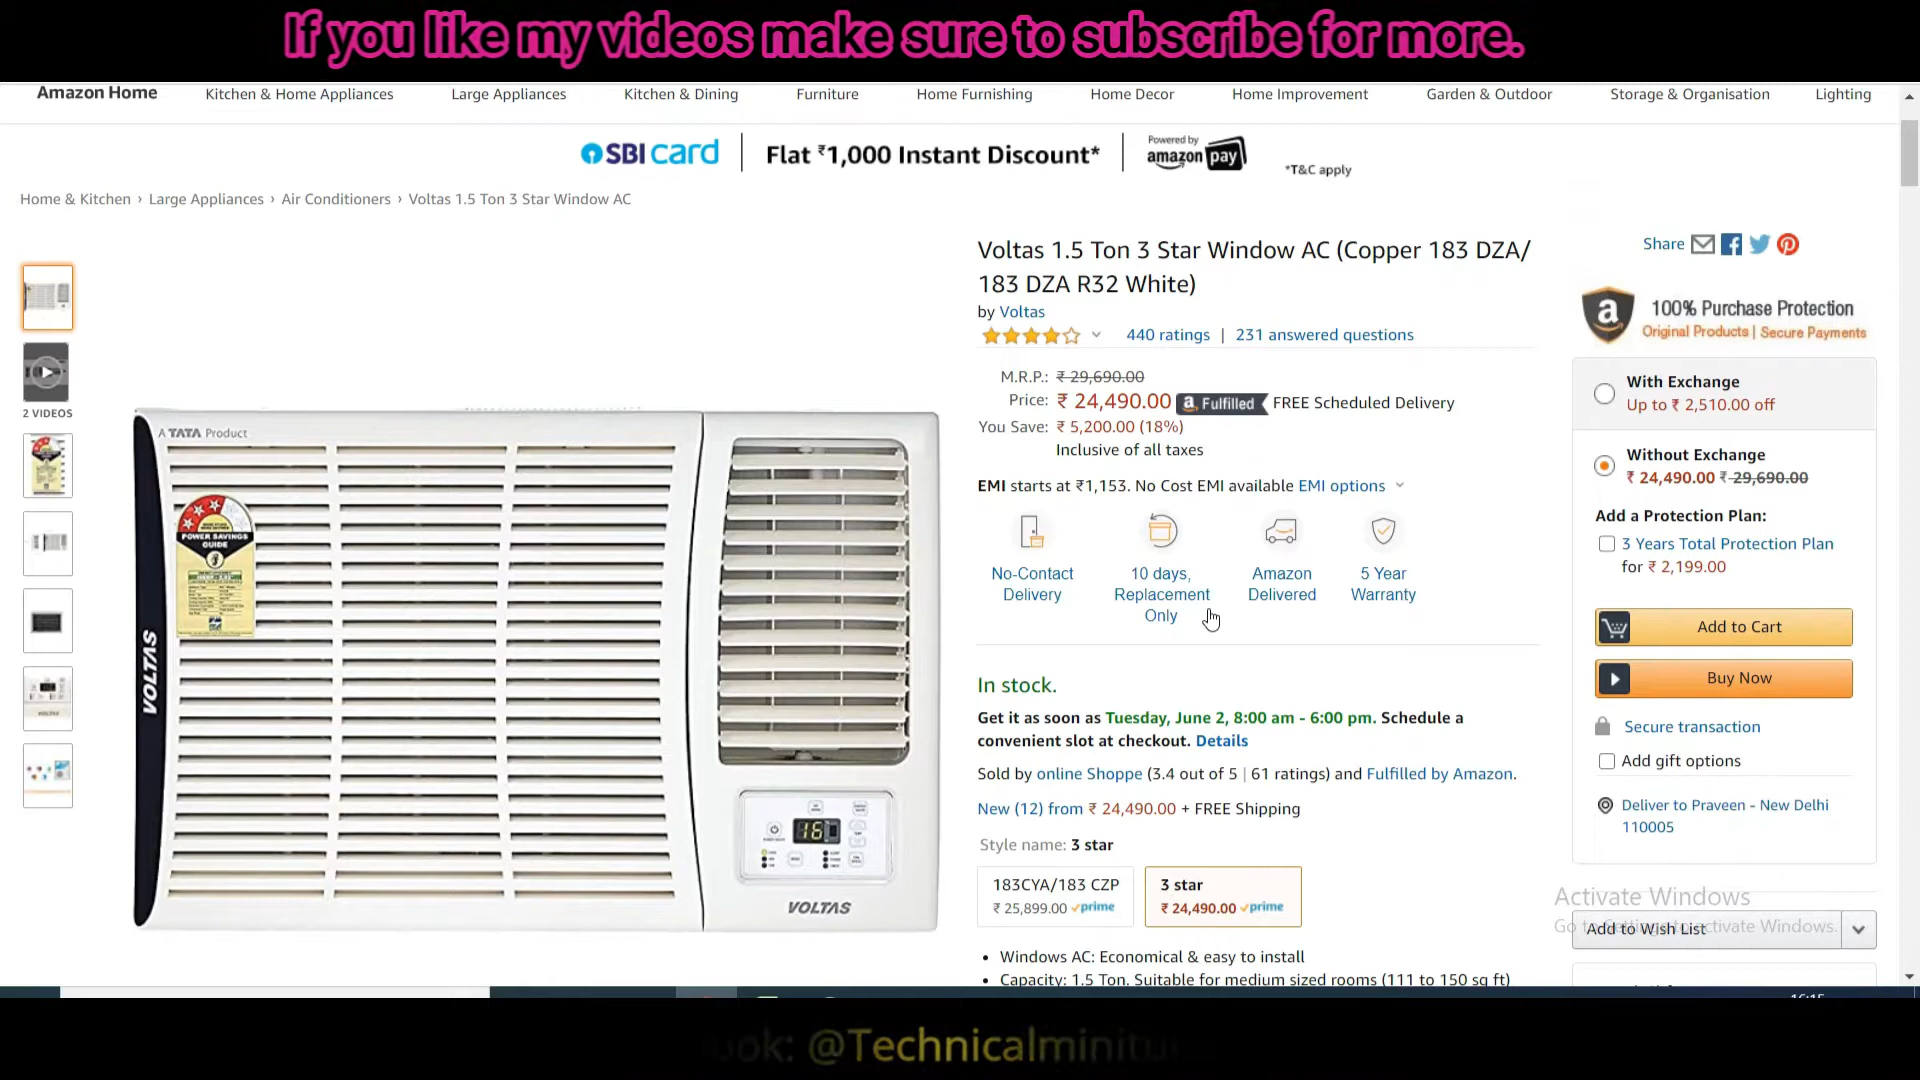 If you like my videos make sure to subscribe for more.
Amazon Home
Kitchen & Home Appliances
Large Appliances
Kitchen & Dining
Furniture
Home Furnishing
Home Decor
Home Improvement
Garden & Outdoor
Storage & Organisation
Lighting
SBI card
Flat ₹1,000 Instant Discount*
Powered by
amazon pay
*T&C apply
Home & Kitchen › Large Appliances › Air Conditioners › Voltas 1.5 Ton 3 Star Window AC
2 VIDEOS
A TATA Product
POWER SAVINGS
GUIDE
VOLTAS
16
VOLTAS
Voltas 1.5 Ton 3 Star Window AC (Copper 183 DZA/
183 DZA R32 White)
by Voltas
440 ratings | 231 answered questions
M.R.P.: ₹ 29,690.00
Price: ₹ 24,490.00 a Fulfilled FREE Scheduled Delivery
You Save: ₹ 5,200.00 (18%)
Inclusive of all taxes
EMI starts at ₹1,153. No Cost EMI available EMI options
No-Contact
Delivery
10 days,
Replacement
Only
Amazon
Delivered
5 Year
Warranty
In stock.
Get it as soon as Tuesday, June 2, 8:00 am - 6:00 pm. Schedule a
convenient slot at checkout. Details
Sold by online Shoppe (3.4 out of 5 | 61 ratings) and Fulfilled by Amazon.
New (12) from ₹ 24,490.00 + FREE Shipping
Style name: 3 star
183CYA/183 CZP
₹ 25,899.00 prime
3 star
₹ 24,490.00 prime
• Windows AC: Economical & easy to install
• Capacity: 1.5 Ton. Suitable for medium sized rooms (111 to 150 sq ft)
Share
a
100% Purchase Protection
Original Products | Secure Payments
With Exchange
Up to ₹ 2,510.00 off
Without Exchange
₹ 24,490.00 ₹ 29,690.00
Add a Protection Plan:
3 Years Total Protection Plan
for ₹ 2,199.00
Add to Cart
Buy Now
Secure transaction
Add gift options
Deliver to Praveen - New Delhi
110005
Activate Windows
Go to Settings to activate Windows.
Add to Wish List
16:15
ook: @Technicalminitu